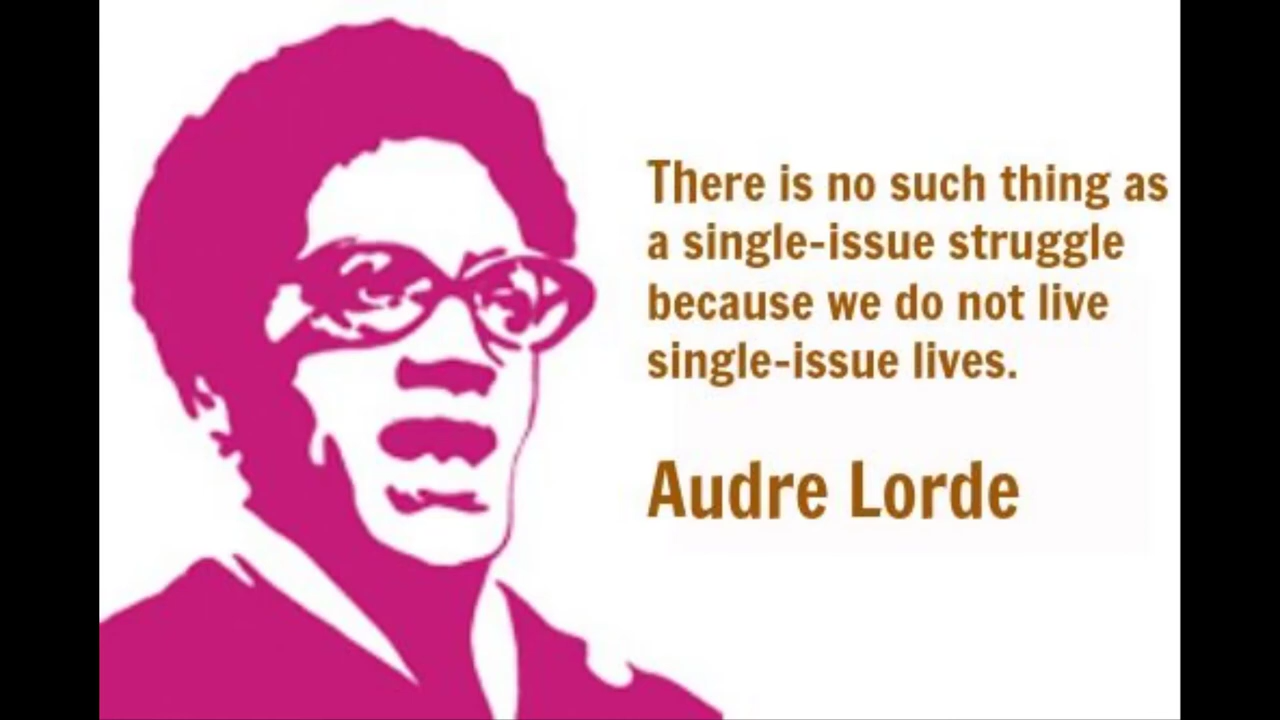 There is no such thing as
a single-issue struggle
because we do not live
single-issue lives.
Audre Lorde